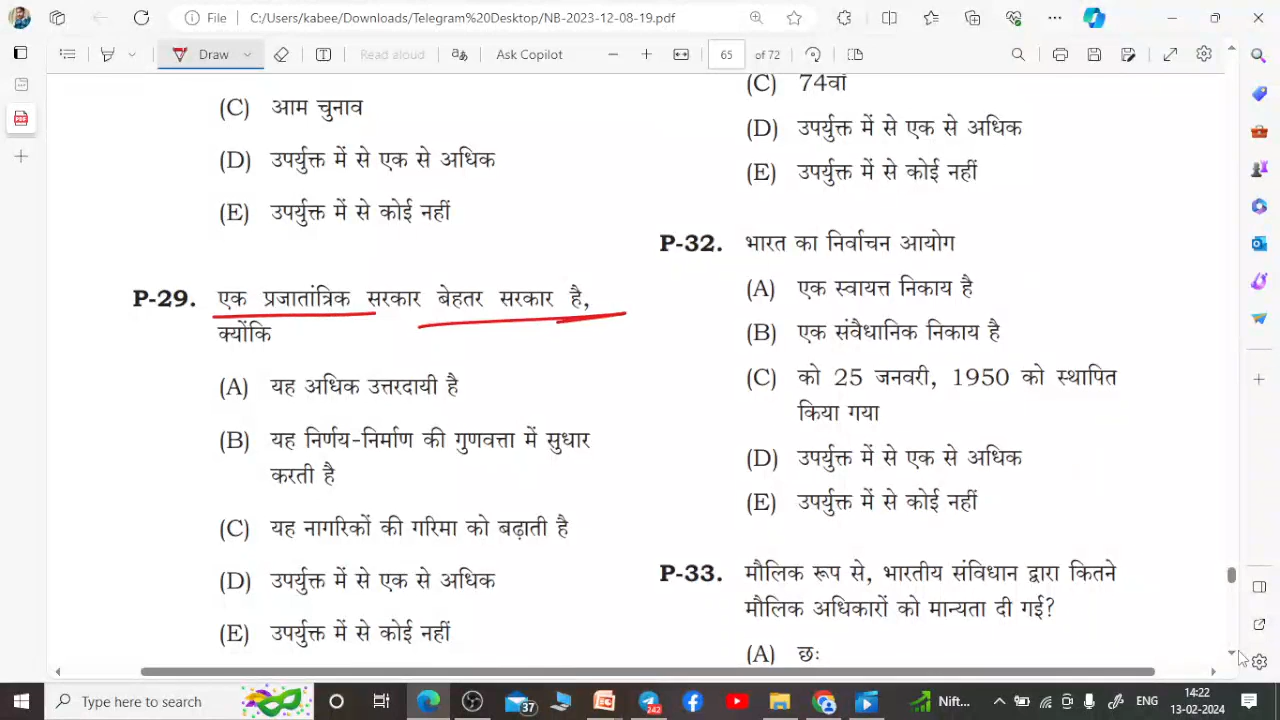 C:/Users/kabee/Downloads/Telegram%20Desktop/NB-2023-12-08-19.pdf
Draw
Read aloud
Ask Copilot
65
of 72
(C) आम चुनाव
(D) उपर्युक्त में से एक से अधिक
(E) उपर्युक्त में से कोई नहीं
P-29. एक प्रजातांत्रिक सरकार बेहतर सरकार है,
क्योंकि
(A) यह अधिक उत्तरदायी है
(B) यह निर्णय-निर्माण की गुणवत्ता में सुधार
करती है
(C) यह नागरिकों की गरिमा को बढ़ाती है
(D) उपर्युक्त में से एक से अधिक
(E) उपर्युक्त में से कोई नहीं
(C) 74वाँ
(D) उपर्युक्त में से एक से अधिक
(E) उपर्युक्त में से कोई नहीं
P-32. भारत का निर्वाचन आयोग
(A) एक स्वायत्त निकाय है
(B) एक संवैधानिक निकाय है
(C) को 25 जनवरी, 1950 को स्थापित
किया गया
(D) उपर्युक्त में से एक से अधिक
(E) उपर्युक्त में से कोई नहीं
P-33. मौलिक रूप से, भारतीय संविधान द्वारा कितने
मौलिक अधिकारों को मान्यता दी गई?
(A) छः
Type here to search
37
242
Nift...
ENG
14:22
13-02-2024